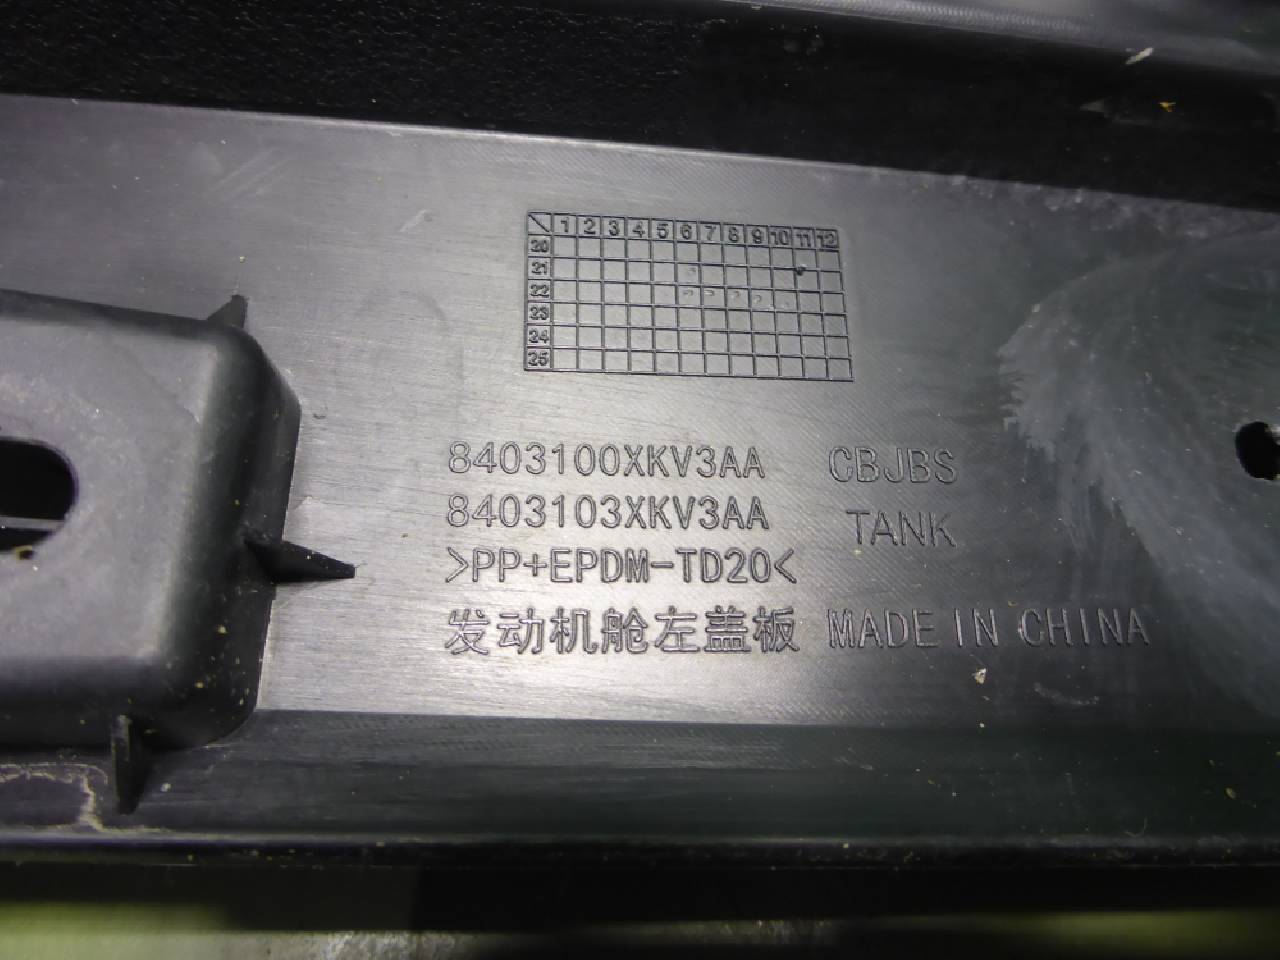 1 2 3 4 5 6 7 8 9 10 11 12
20
21
22
23
24
25
8403100XKV3AA CBJBS
8403103XKV3AA TANK
>PP+EPDM-TD20<
发动机舱左盖板 MADE IN CHINA